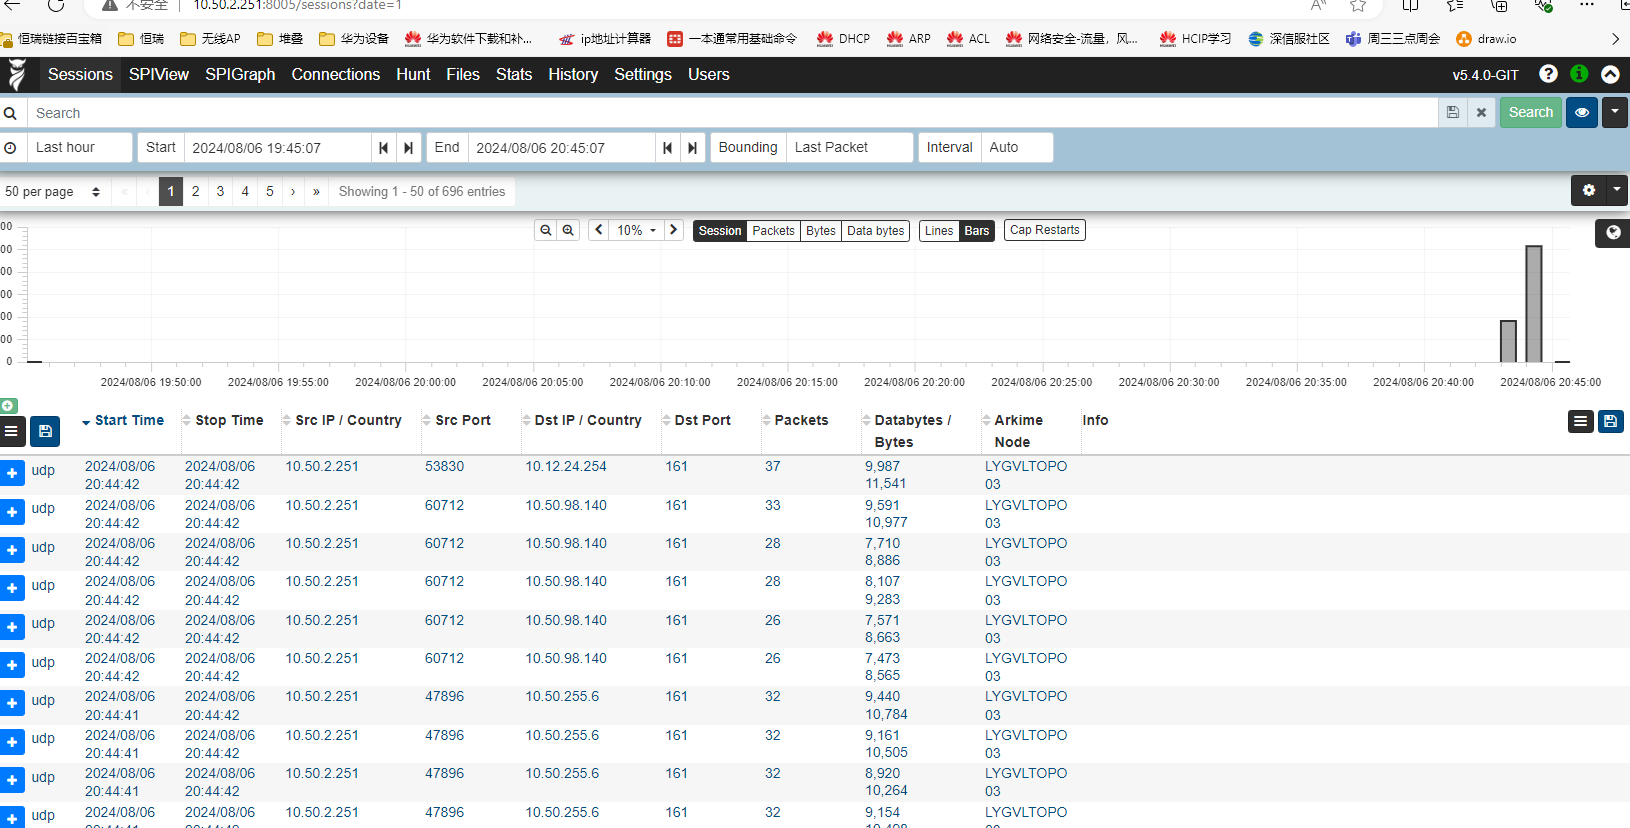 不安全 10.50.2.251:8005/sessions?date=1
恒瑞链接百宝箱 恒瑞 无线AP 堆叠 华为设备 华为软件下载和补... ip地址计算器 一本通常用基础命令 DHCP ARP ACL 网络安全-流量，风... HCIP学习 深信服社区 周三三点周会 draw.io
Sessions SPIView SPIGraph Connections Hunt Files Stats History Settings Users v5.4.0-GIT
Search Search
Last hour Start 2024/08/06 19:45:07 End 2024/08/06 20:45:07 Bounding Last Packet Interval Auto
50 per page « ‹ 1 2 3 4 5 › » Showing 1 - 50 of 696 entries
10% Session Packets Bytes Data bytes Lines Bars Cap Restarts
00
00
00
00
00
00
0
2024/08/06 19:50:00 2024/08/06 19:55:00 2024/08/06 20:00:00 2024/08/06 20:05:00 2024/08/06 20:10:00 2024/08/06 20:15:00 2024/08/06 20:20:00 2024/08/06 20:25:00 2024/08/06 20:30:00 2024/08/06 20:35:00 2024/08/06 20:40:00 2024/08/06 20:45:00
Start Time Stop Time Src IP / Country Src Port Dst IP / Country Dst Port Packets Databytes / Arkime Info
Bytes Node
udp 2024/08/06 2024/08/06 10.50.2.251 53830 10.12.24.254 161 37 9,987 LYGVLTOPO
20:44:42 20:44:42 11,541 03
udp 2024/08/06 2024/08/06 10.50.2.251 60712 10.50.98.140 161 33 9,591 LYGVLTOPO
20:44:42 20:44:42 10,977 03
udp 2024/08/06 2024/08/06 10.50.2.251 60712 10.50.98.140 161 28 7,710 LYGVLTOPO
20:44:42 20:44:42 8,886 03
udp 2024/08/06 2024/08/06 10.50.2.251 60712 10.50.98.140 161 28 8,107 LYGVLTOPO
20:44:42 20:44:42 9,283 03
udp 2024/08/06 2024/08/06 10.50.2.251 60712 10.50.98.140 161 26 7,571 LYGVLTOPO
20:44:42 20:44:42 8,663 03
udp 2024/08/06 2024/08/06 10.50.2.251 60712 10.50.98.140 161 26 7,473 LYGVLTOPO
20:44:42 20:44:42 8,565 03
udp 2024/08/06 2024/08/06 10.50.2.251 47896 10.50.255.6 161 32 9,440 LYGVLTOPO
20:44:41 20:44:42 10,784 03
udp 2024/08/06 2024/08/06 10.50.2.251 47896 10.50.255.6 161 32 9,161 LYGVLTOPO
20:44:41 20:44:42 10,505 03
udp 2024/08/06 2024/08/06 10.50.2.251 47896 10.50.255.6 161 32 8,920 LYGVLTOPO
20:44:41 20:44:42 10,264 03
udp 2024/08/06 2024/08/06 10.50.2.251 47896 10.50.255.6 161 32 9,154 LYGVLTOPO